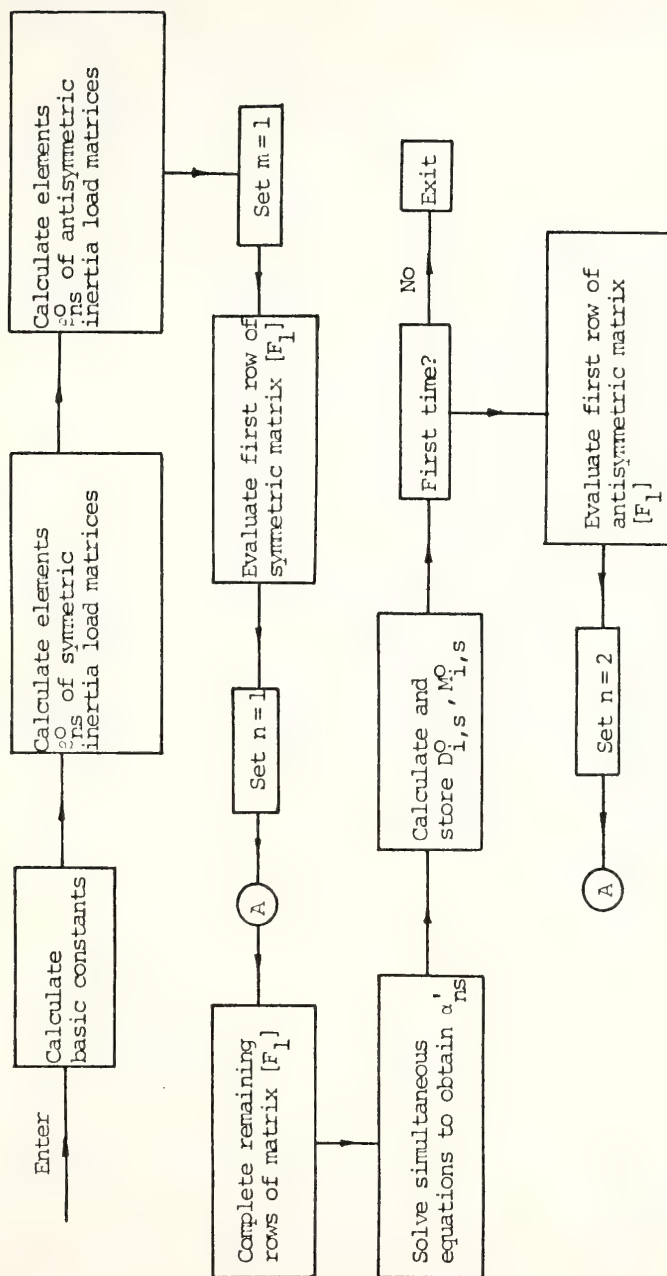 Enter
Calculate
basic constants
Calculate elements
of symmetric
inertia load matrices
Calculate elements
of antisymmetric
inertia load matrices
Set m = 1
Evaluate first row of
symmetric matrix [F₁]
Set n = 1
A
Complete remaining
rows of matrix [F₁]
Solve simultaneous
equations to obtain α'ns
Calculate and
store D°i,s , M°i,s
First time?
No
Exit
Evaluate first row of
antisymmetric matrix
[F₁]
Set n = 2
A